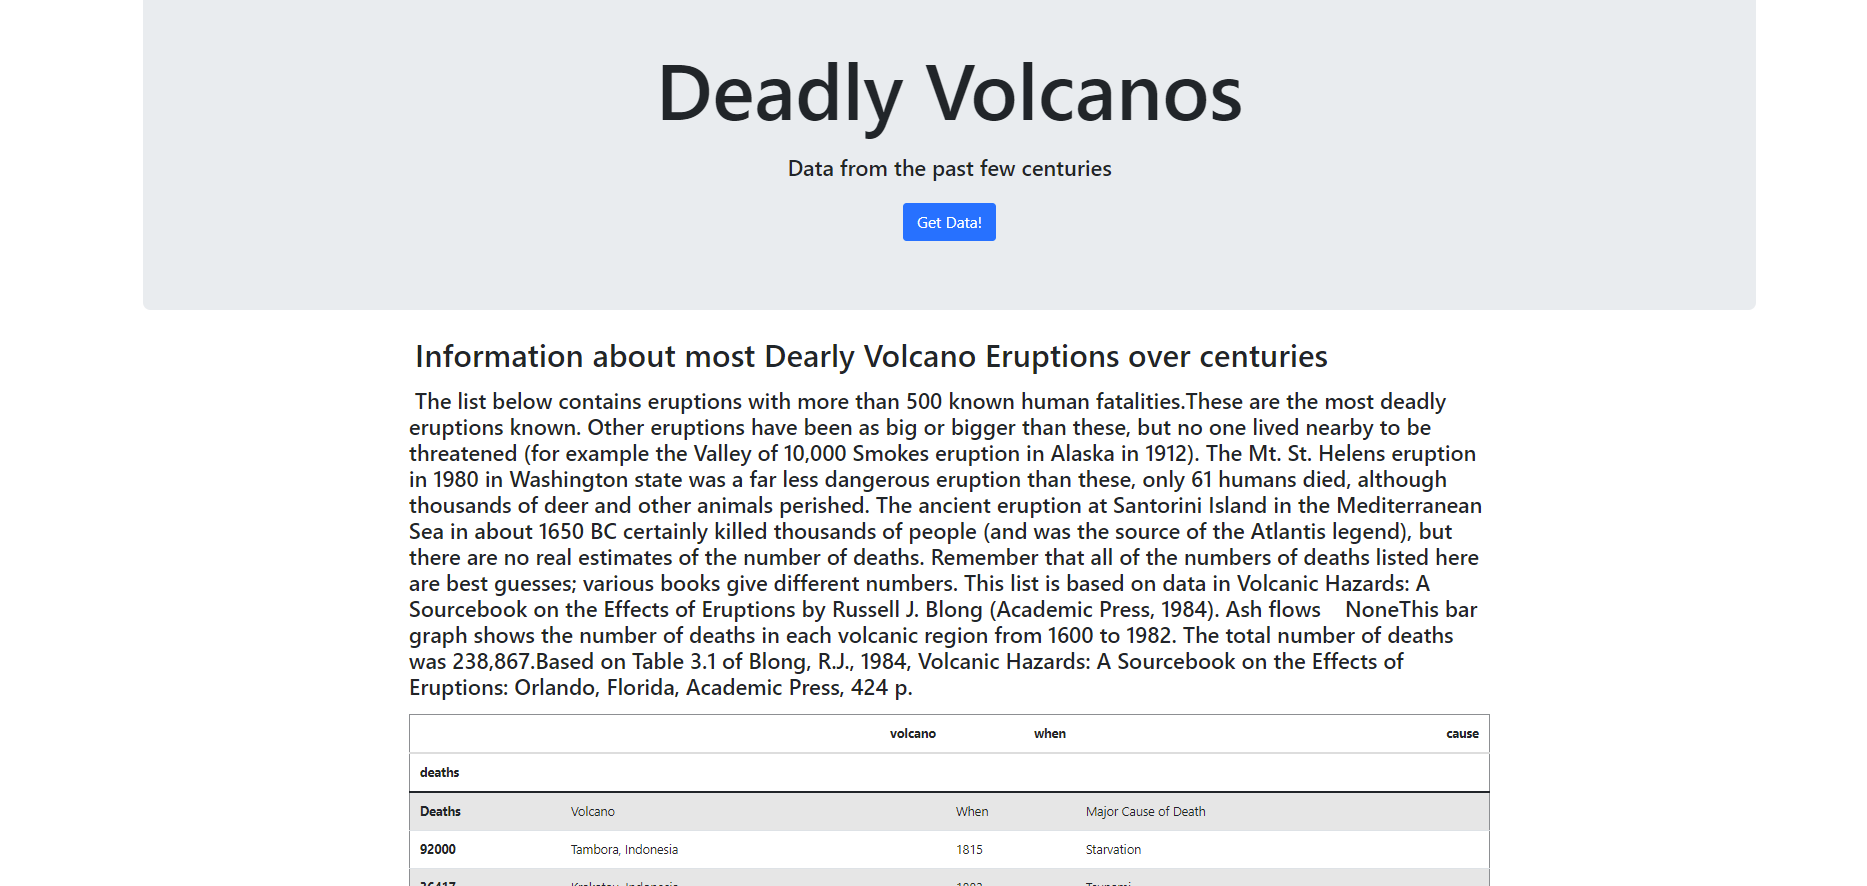 Deadly Volcanos
Data from the past few centuries
Get Data!
Information about most Dearly Volcano Eruptions over centuries
The list below contains eruptions with more than 500 known human fatalities.These are the most deadly
eruptions known. Other eruptions have been as big or bigger than these, but no one lived nearby to be
threatened (for example the Valley of 10,000 Smokes eruption in Alaska in 1912). The Mt. St. Helens eruption
in 1980 in Washington state was a far less dangerous eruption than these, only 61 humans died, although
thousands of deer and other animals perished. The ancient eruption at Santorini Island in the Mediterranean
Sea in about 1650 BC certainly killed thousands of people (and was the source of the Atlantis legend), but
there are no real estimates of the number of deaths. Remember that all of the numbers of deaths listed here
are best guesses; various books give different numbers. This list is based on data in Volcanic Hazards: A
Sourcebook on the Effects of Eruptions by Russell J. Blong (Academic Press, 1984). Ash flows    NoneThis bar
graph shows the number of deaths in each volcanic region from 1600 to 1982. The total number of deaths
was 238,867.Based on Table 3.1 of Blong, R.J., 1984, Volcanic Hazards: A Sourcebook on the Effects of
Eruptions: Orlando, Florida, Academic Press, 424 p.
volcano when cause
deaths
Deaths Volcano When Major Cause of Death
92000 Tambora, Indonesia 1815 Starvation